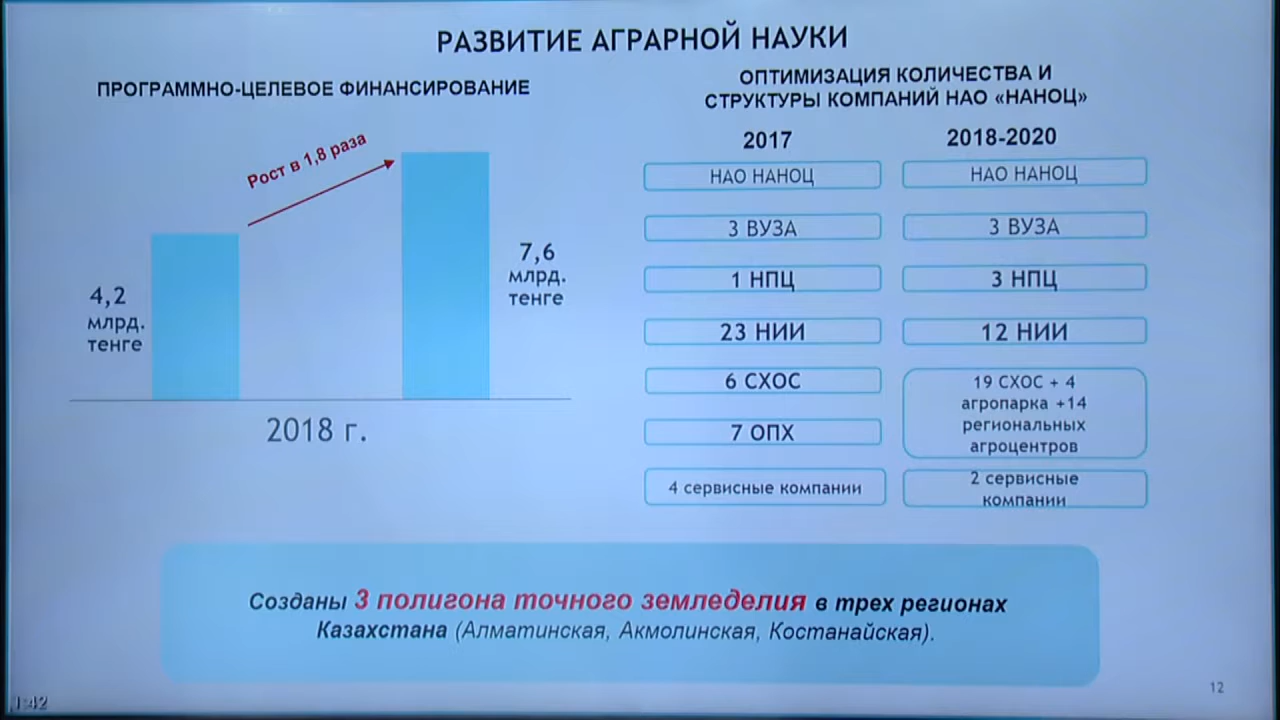 РАЗВИТИЕ АГРАРНОЙ НАУКИ
ПРОГРАММНО-ЦЕЛЕВОЕ ФИНАНСИРОВАНИЕ
Рост в 1,8 раза
4,2
млрд.
тенге
7,6
млрд.
тенге
2018 г.
ОПТИМИЗАЦИЯ КОЛИЧЕСТВА И
СТРУКТУРЫ КОМПАНИЙ НАО «НАНОЦ»
2017
2018-2020
НАО НАНОЦ
НАО НАНОЦ
3 ВУЗА
3 ВУЗА
1 НПЦ
3 НПЦ
23 НИИ
12 НИИ
6 СХОС
19 СХОС + 4
агропарка +14
региональных
агроцентров
7 ОПХ
4 сервисные компании
2 сервисные
компании
Созданы 3 полигона точного земледелия в трех регионах
Казахстана (Алматинская, Акмолинская, Костанайская).
12
1:42